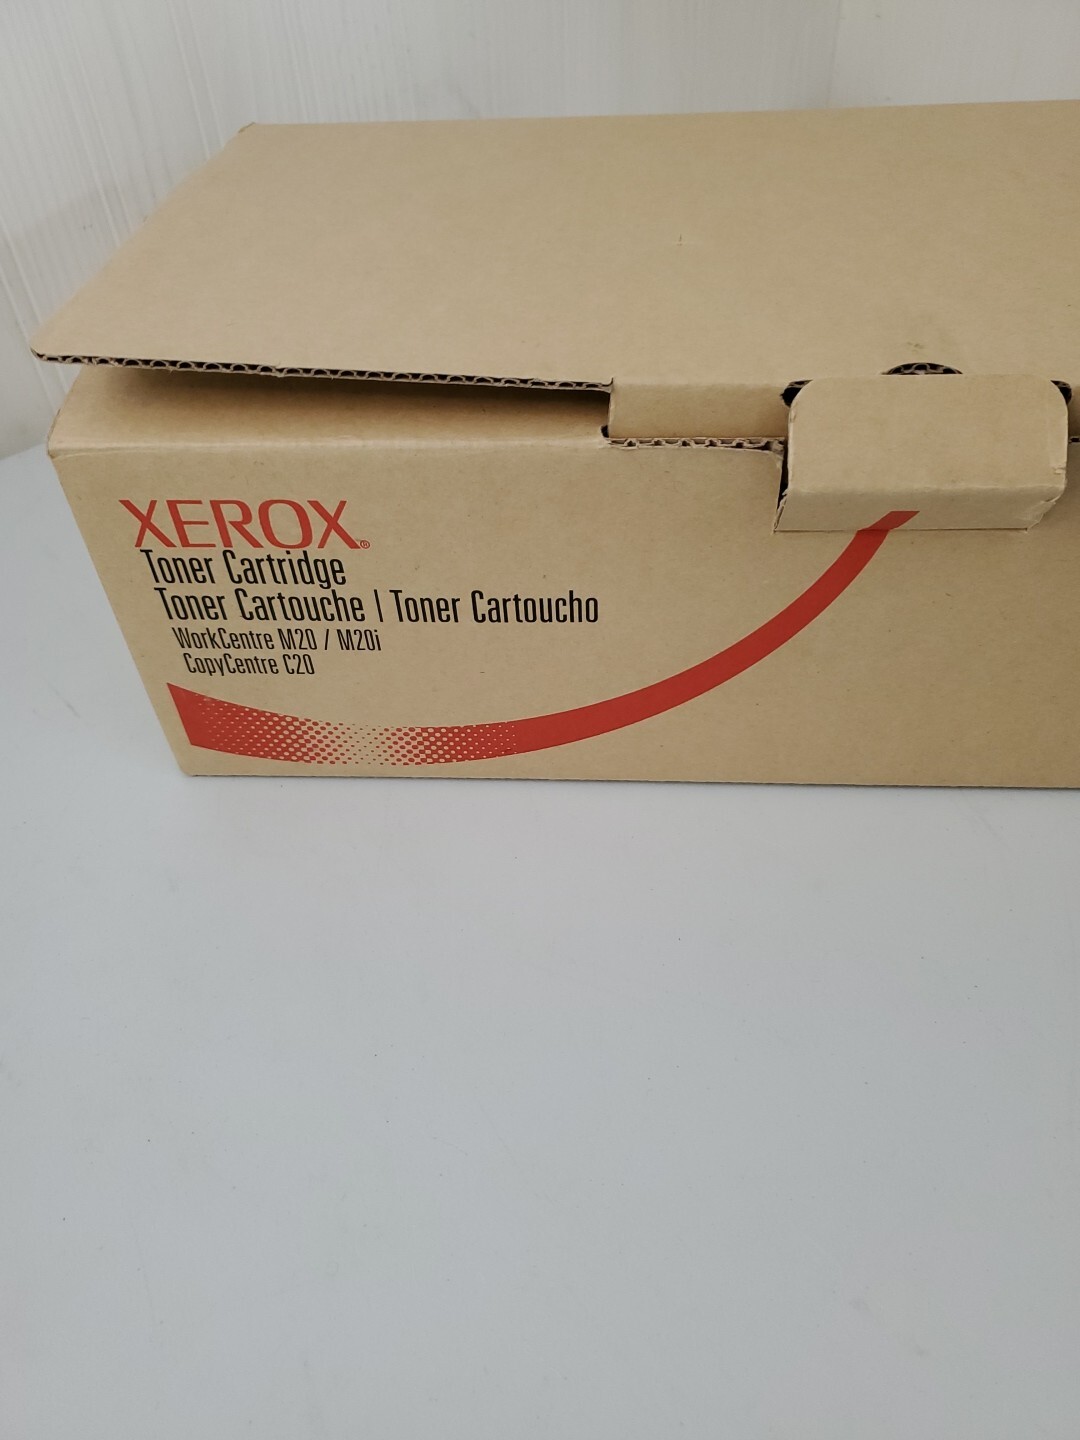 XEROX®
Toner Cartridge
Toner Cartouche | Toner Cartoucho
WorkCentre M20 / M20i
CopyCentre C20